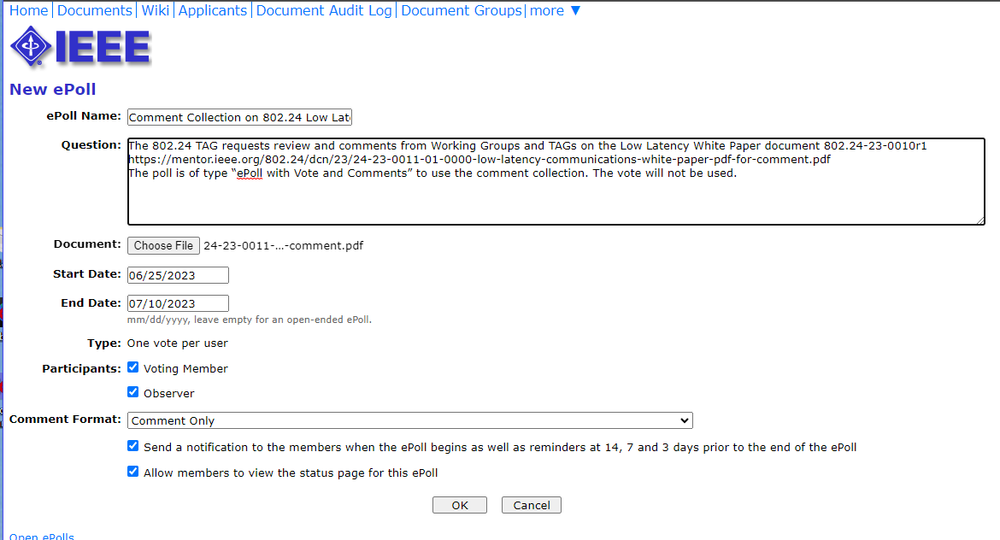 Home | Documents | Wiki | Applicants | Document Audit Log | Document Groups | more ▼
IEEE
New ePoll
ePoll Name: Comment Collection on 802.24 Low Lat
Question: The 802.24 TAG requests review and comments from Working Groups and TAGs on the Low Latency White Paper document 802.24-23-0010r1
https://mentor.ieee.org/802.24/dcn/23/24-23-0011-01-0000-low-latency-communications-white-paper-pdf-for-comment.pdf
The poll is of type “ePoll with Vote and Comments” to use the comment collection. The vote will not be used.
Document: Choose File 24-23-0011-...-comment.pdf
Start Date: 06/25/2023
End Date: 07/10/2023
mm/dd/yyyy, leave empty for an open-ended ePoll.
Type: One vote per user
Participants: Voting Member
Observer
Comment Format: Comment Only
Send a notification to the members when the ePoll begins as well as reminders at 14, 7 and 3 days prior to the end of the ePoll
Allow members to view the status page for this ePoll
OK Cancel
Open ePolls